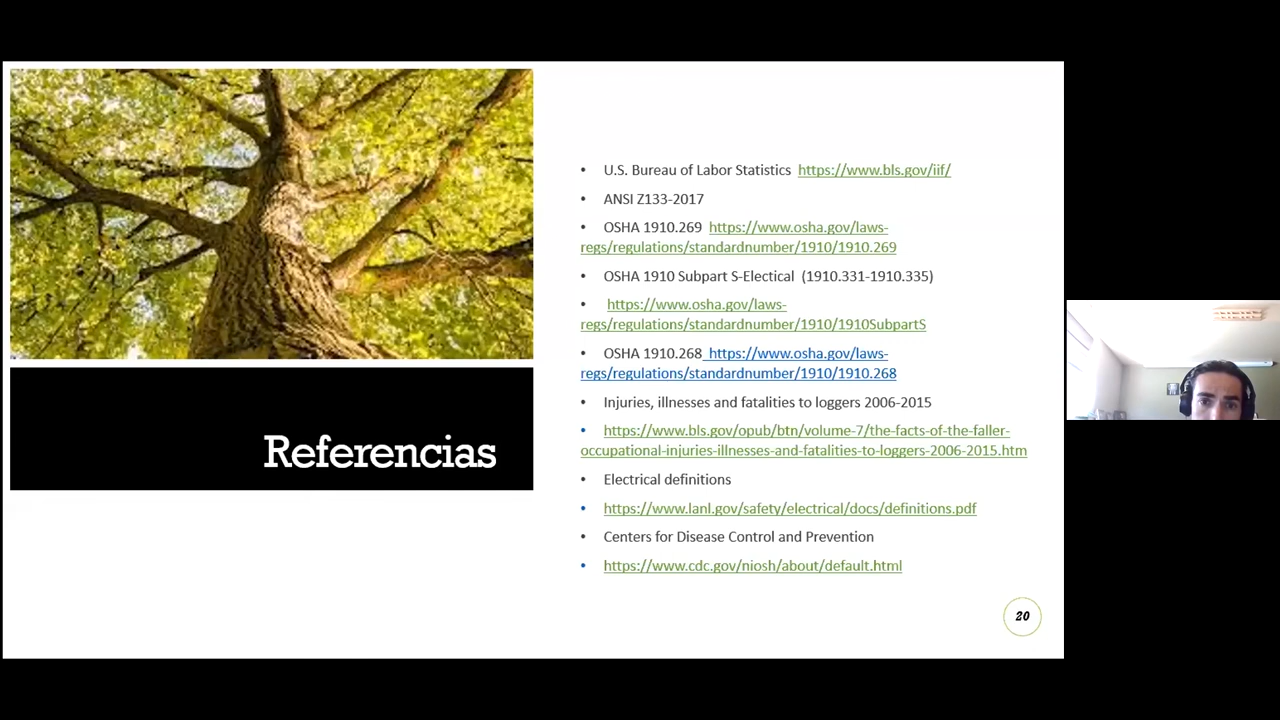 Referencias
• U.S. Bureau of Labor Statistics https://www.bls.gov/iif/
• ANSI Z133-2017
• OSHA 1910.269 https://www.osha.gov/laws-
regs/regulations/standardnumber/1910/1910.269
• OSHA 1910 Subpart S-Electical (1910.331-1910.335)
• https://www.osha.gov/laws-
regs/regulations/standardnumber/1910/1910SubpartS
• OSHA 1910.268 https://www.osha.gov/laws-
regs/regulations/standardnumber/1910/1910.268
• Injuries, illnesses and fatalities to loggers 2006-2015
• https://www.bls.gov/opub/btn/volume-7/the-facts-of-the-faller-
occupational-injuries-illnesses-and-fatalities-to-loggers-2006-2015.htm
• Electrical definitions
• https://www.lanl.gov/safety/electrical/docs/definitions.pdf
• Centers for Disease Control and Prevention
• https://www.cdc.gov/niosh/about/default.html
20